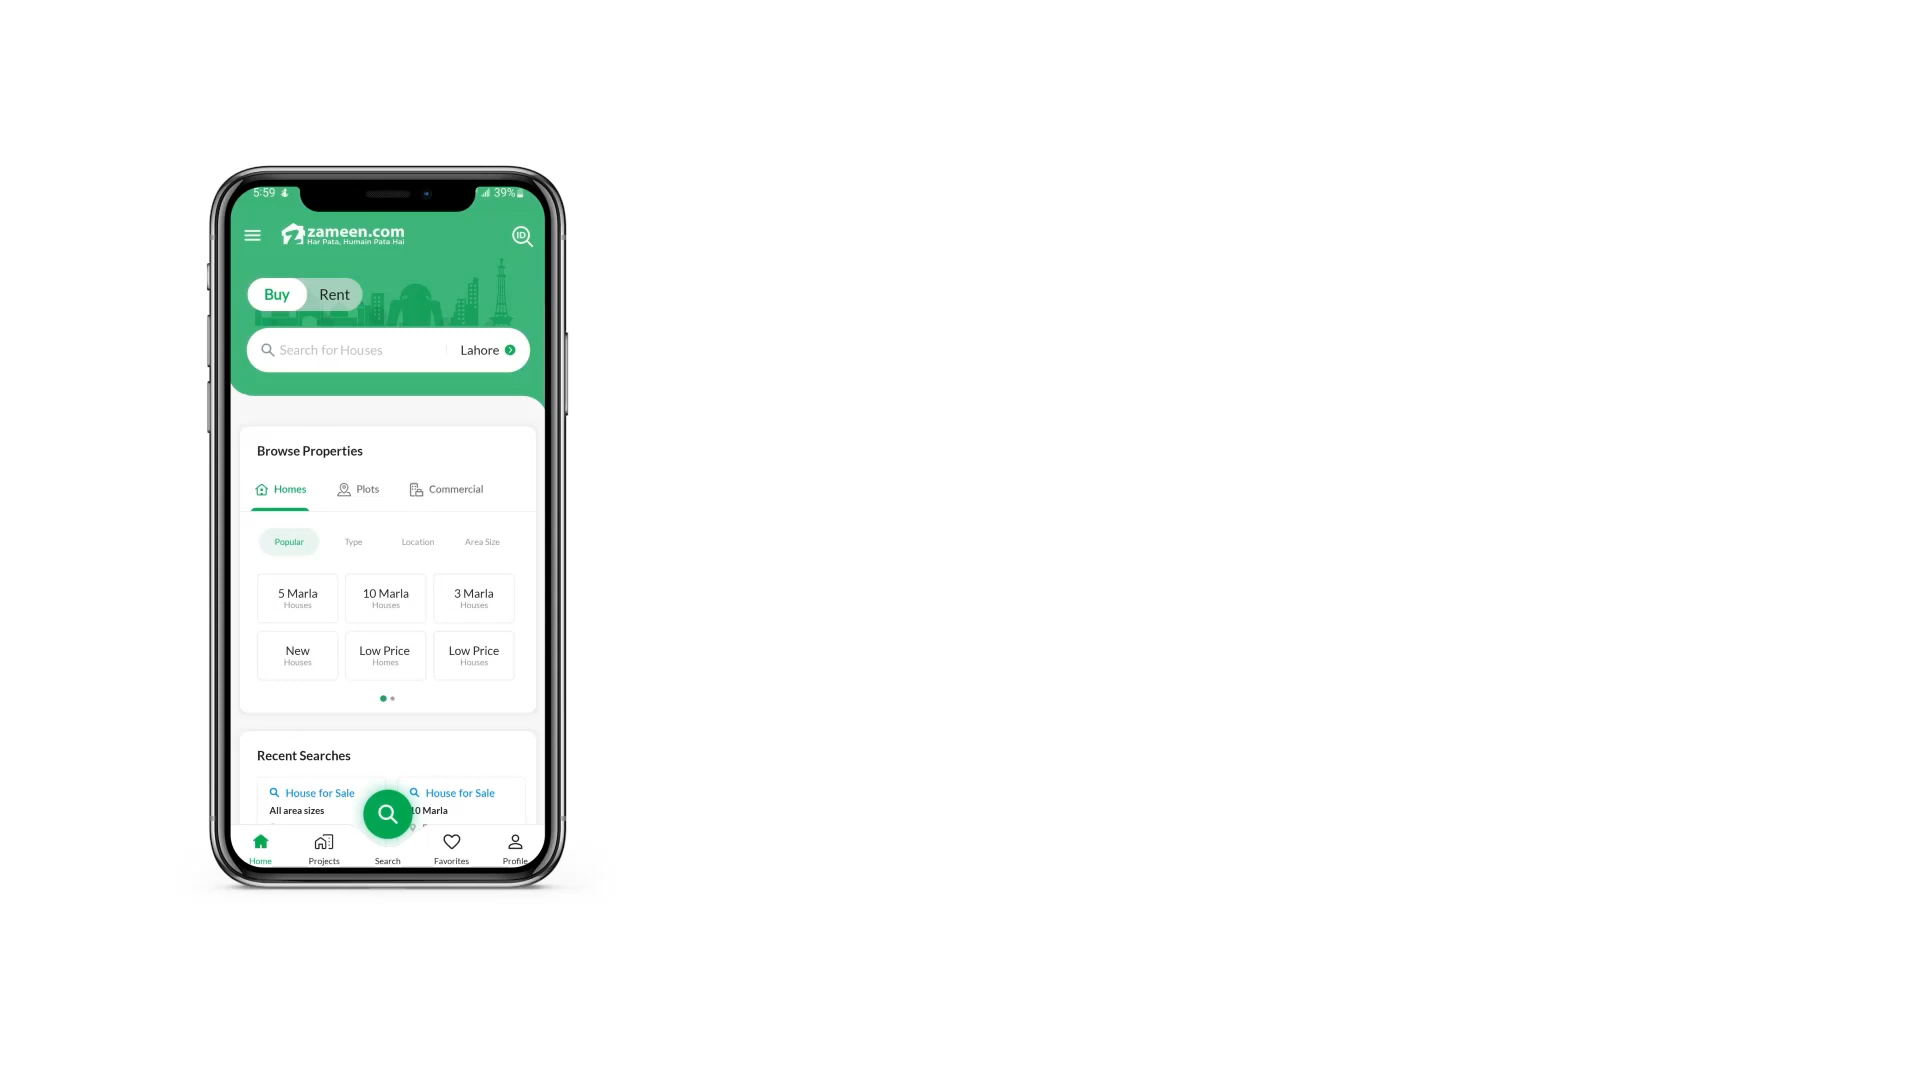 5:59
39%
zameen.com
Har Pata, Humain Pata Hai
ID
Buy Rent
Search for Houses Lahore
Browse Properties
Homes Plots Commercial
Popular Type Location Area Size
5 Marla 10 Marla 3 Marla
Houses Houses Houses
New Low Price Low Price
Houses Homes Houses
Recent Searches
House for Sale House for Sale
All area sizes 10 Marla
Home Projects Search Favorites Profile